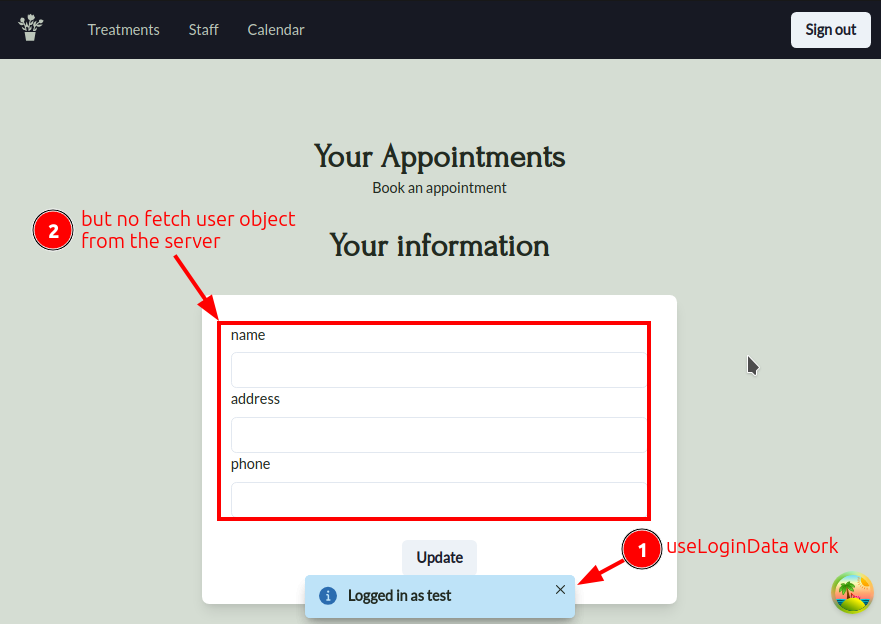 Treatments Staff Calendar Sign out
Your Appointments
Book an appointment
2 but no fetch user object
from the server
Your information
name
address
phone
Update
1 useLoginData work
i Logged in as test